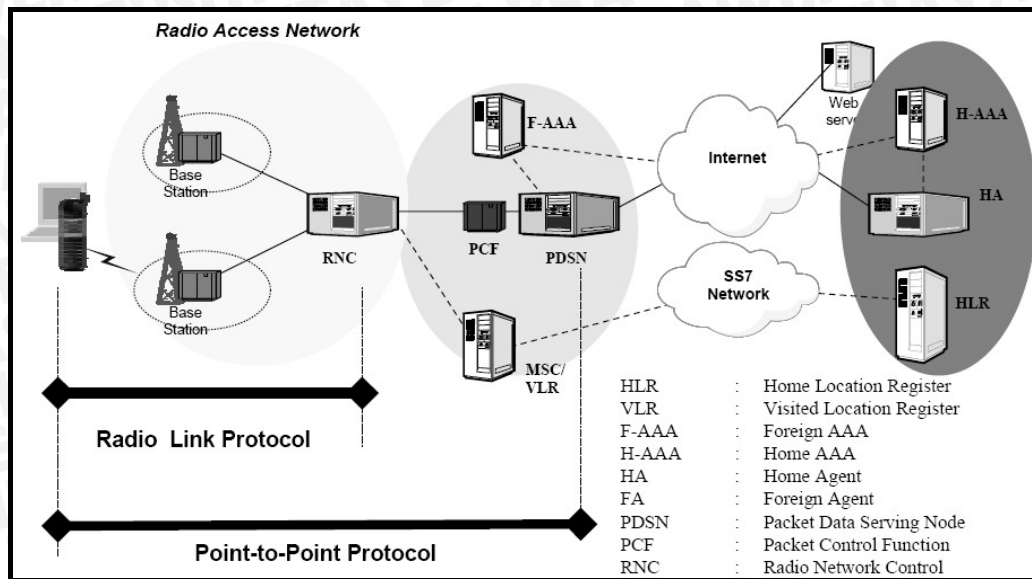 Radio Access Network
Base
Station
Base
Station
RNC
F-AAA
PCF
PDSN
MSC/
VLR
Internet
SS7
Network
Web
serve
H-AAA
HA
HLR
Radio Link Protocol
Point-to-Point Protocol
HLR : Home Location Register
VLR : Visited Location Register
F-AAA : Foreign AAA
H-AAA : Home AAA
HA : Home Agent
FA : Foreign Agent
PDSN : Packet Data Serving Node
PCF : Packet Control Function
RNC : Radio Network Control